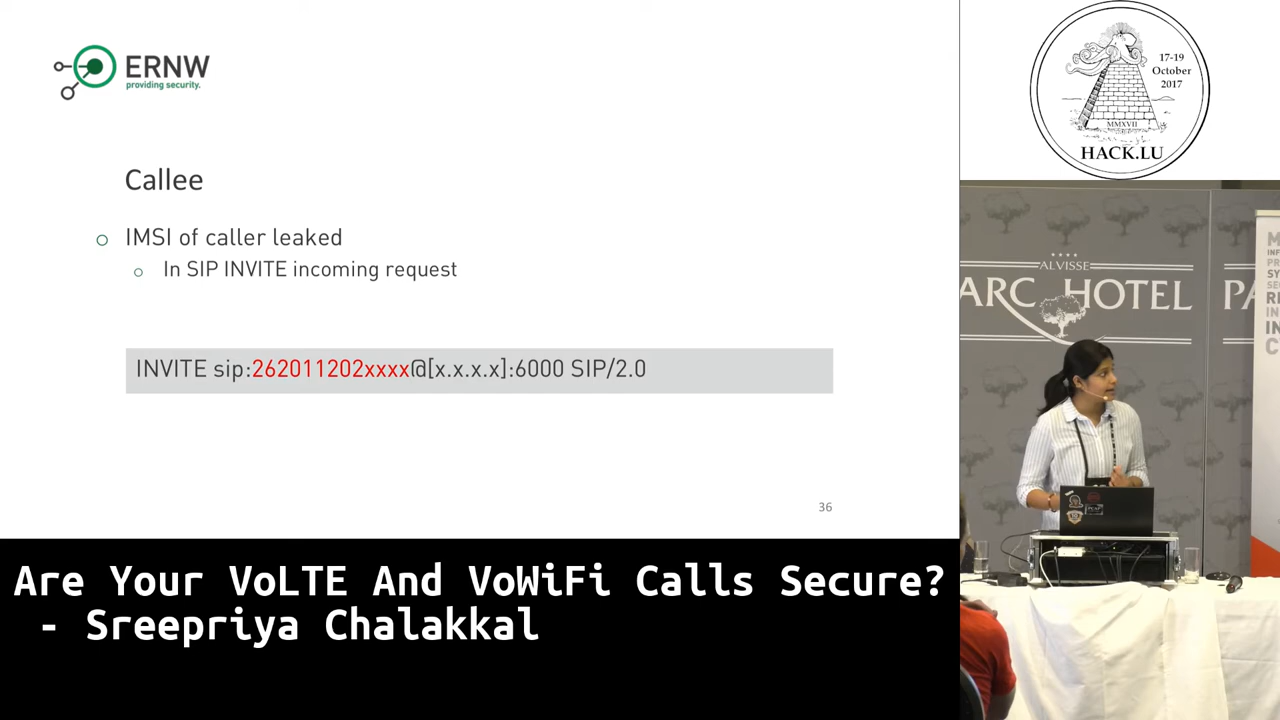 ERNW
providing security.
Callee
IMSI of caller leaked
In SIP INVITE incoming request
INVITE sip:262011202xxxx@[x.x.x.x]:6000 SIP/2.0
36
17-19
October
2017
MMXVII
HACK.LU
ALVISSE
ARC HOTEL
PA
Are Your VoLTE And VoWiFi Calls Secure?
- Sreepriya Chalakkal